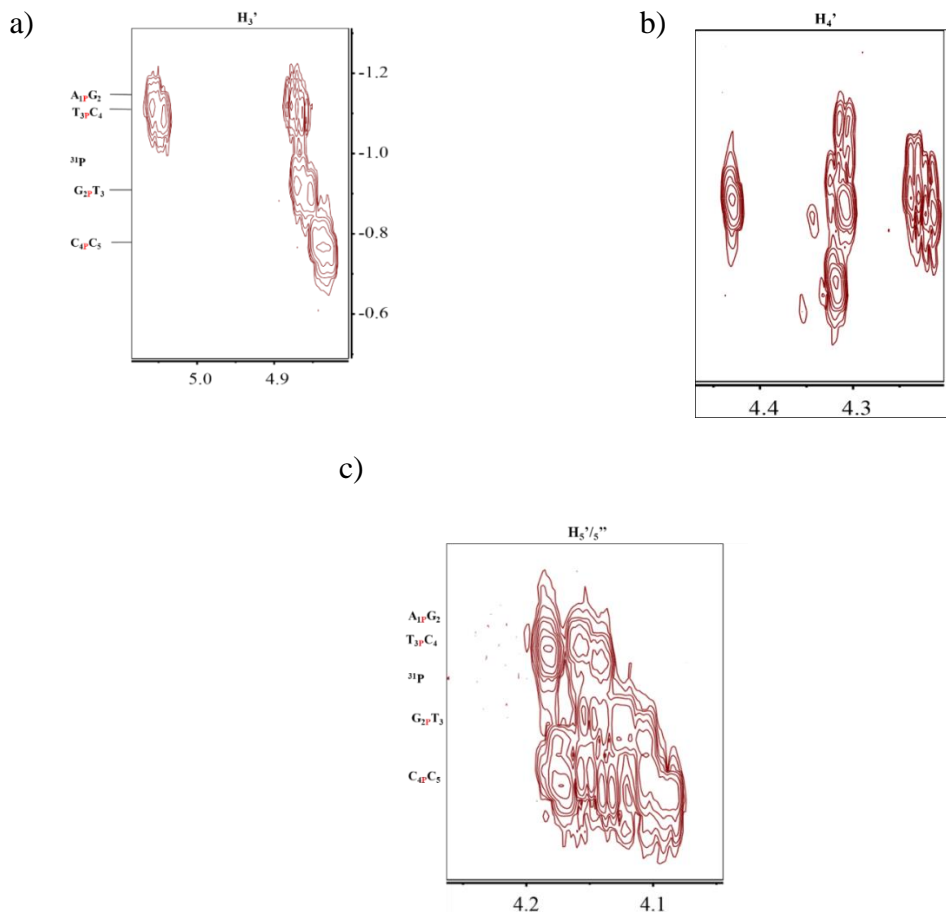 a)
H₃’
-1.2
A₁ₚG₂
T₃ₚC₄
-1.0
³¹P
G₂ₚT₃
-0.8
C₄ₚC₅
-0.6
5.0 4.9
b)
H₄’
4.4 4.3
c)
H₅’/₅”
A₁ₚG₂
T₃ₚC₄
³¹P
G₂ₚT₃
C₄ₚC₅
4.2 4.1